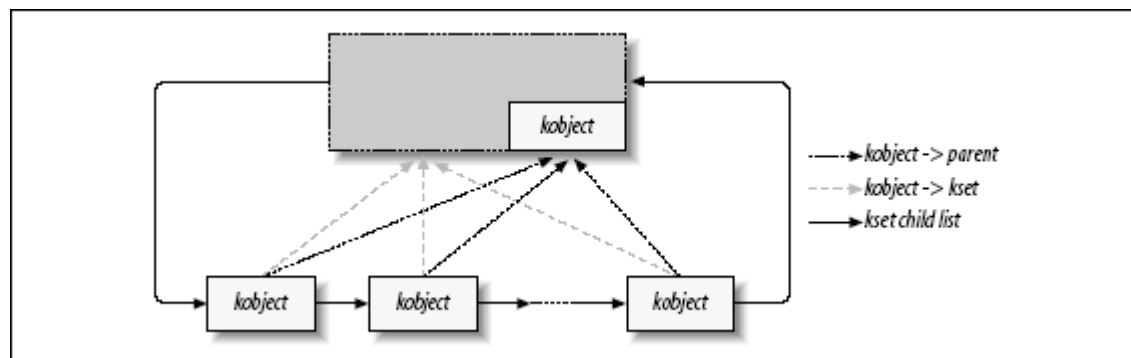 kobject
kobject -> parent
kobject -> kset
kset child list
kobject
kobject
kobject